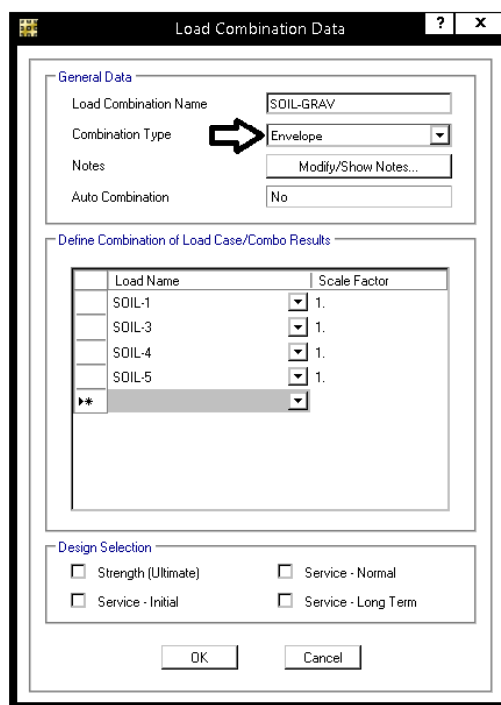 Load Combination Data
? x
General Data
Load Combination Name SOIL-GRAV
Combination Type Envelope
Notes Modify/Show Notes...
Auto Combination No
Define Combination of Load Case/Combo Results
Load Name Scale Factor
SOIL-1 1.
SOIL-3 1.
SOIL-4 1.
SOIL-5 1.
Design Selection
Strength (Ultimate) Service - Normal
Service - Initial Service - Long Term
OK Cancel